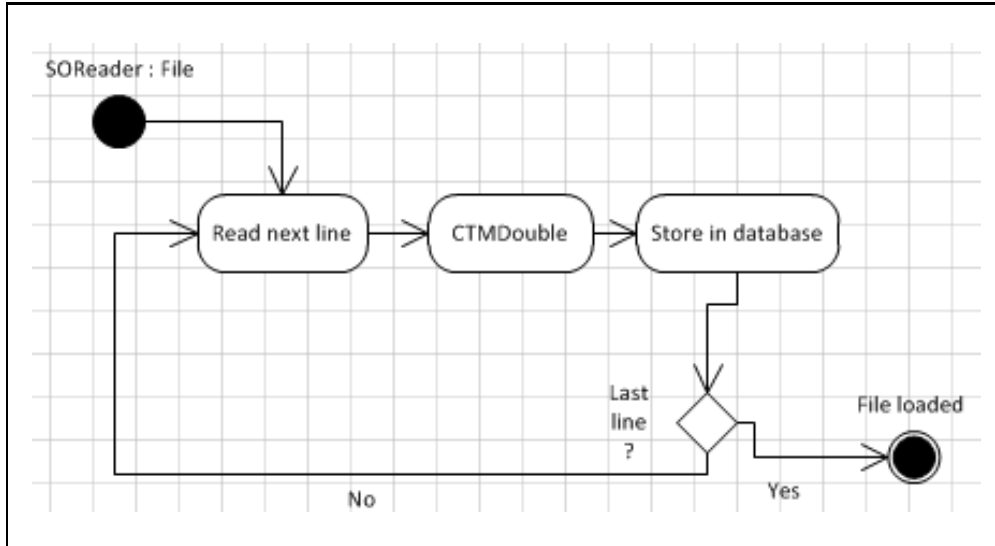 SOReader : File
Read next line
CTMDouble
Store in database
Last
line
?
File loaded
Yes
No